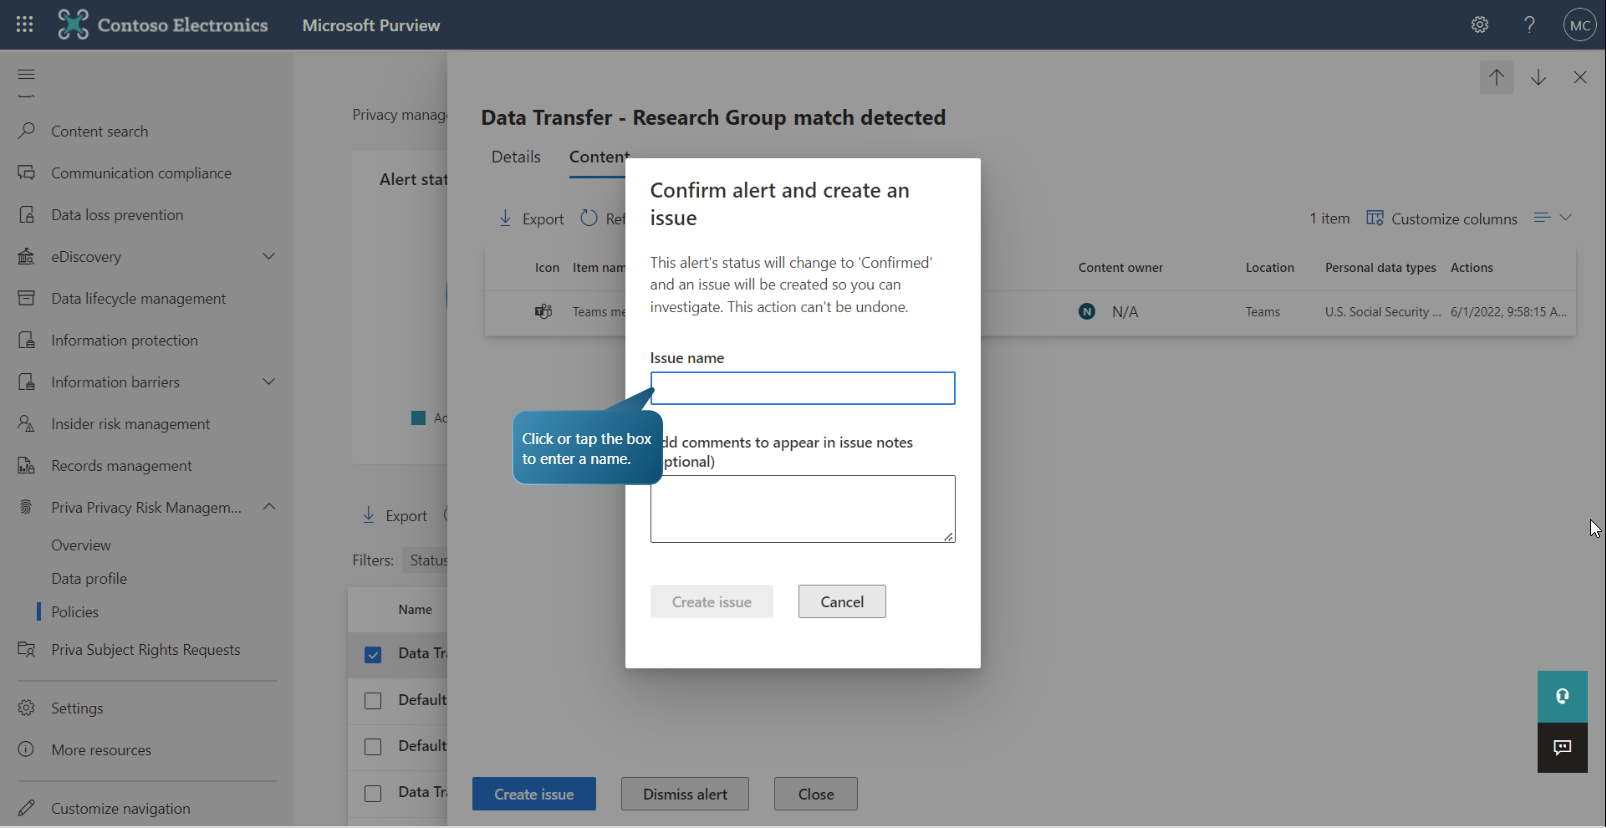 Contoso Electronics
Microsoft Purview
MC
Content search
Communication compliance
Data loss prevention
eDiscovery
Data lifecycle management
Information protection
Information barriers
Insider risk management
Records management
Priva Privacy Risk Managem...
Overview
Data profile
Policies
Priva Subject Rights Requests
Settings
More resources
Customize navigation
Privacy manag
Alert stat
Ac
Export
Filters: Status
Name
Data Tr
Default
Default
Data Tr
Data Transfer - Research Group match detected
Details Content
Export Ref
1 item Customize columns
Icon Item nam Content owner Location Personal data types Actions
Teams me N N/A Teams U.S. Social Security ... 6/1/2022, 9:58:15 A...
Confirm alert and create an
issue
This alert's status will change to 'Confirmed'
and an issue will be created so you can
investigate. This action can't be undone.
Issue name
Click or tap the box
to enter a name.
dd comments to appear in issue notes
ptional)
Create issue Cancel
Create issue Dismiss alert Close